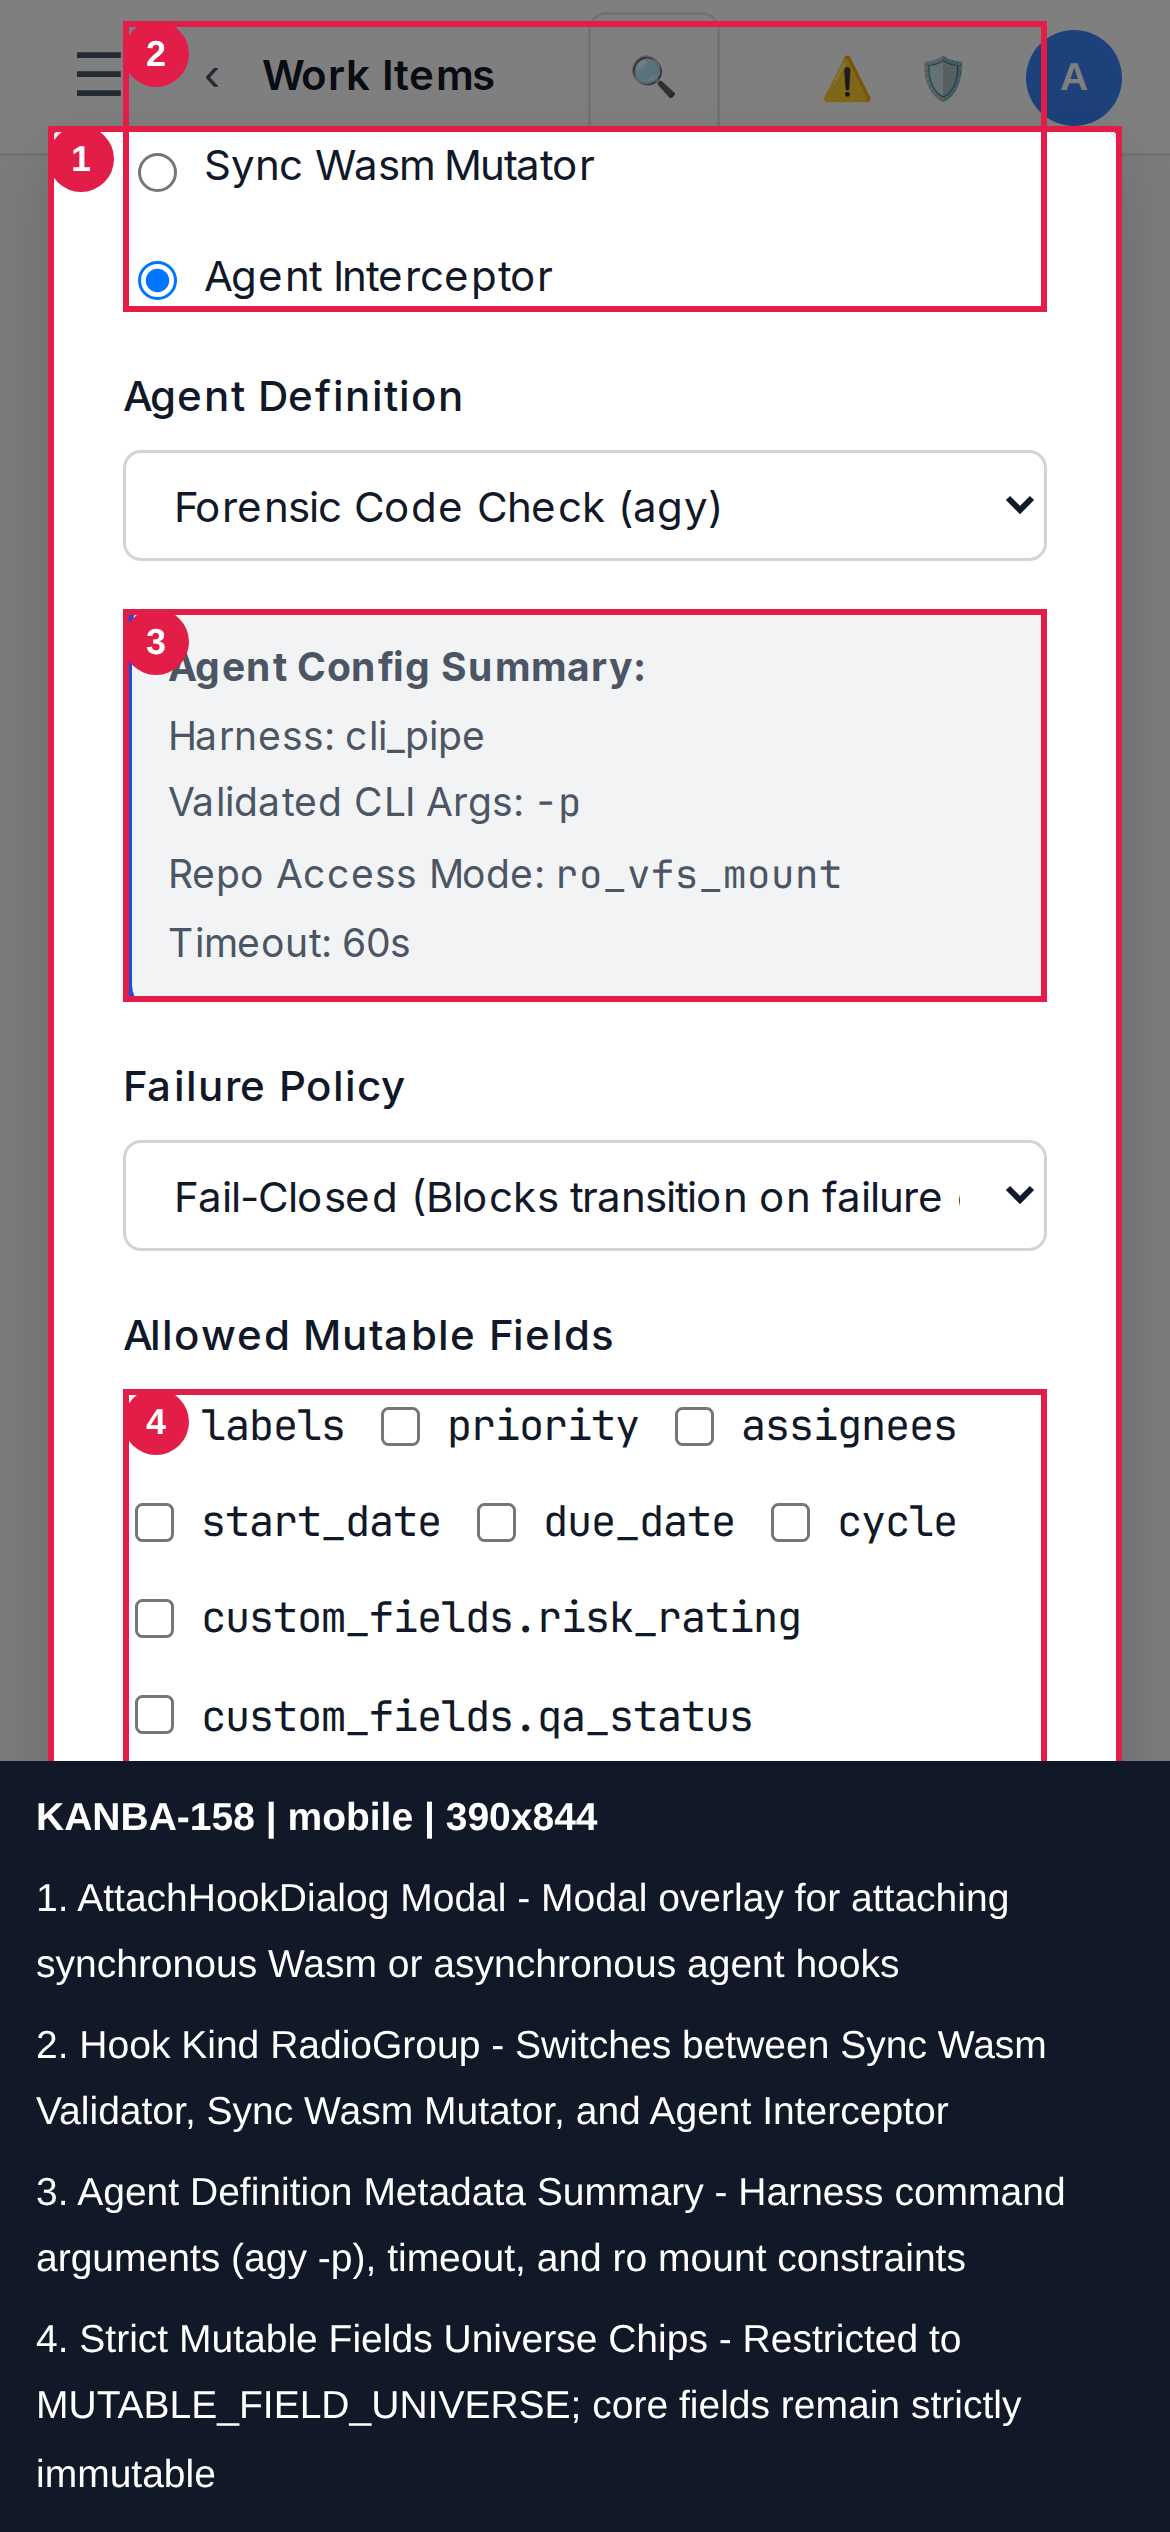 2 ‹ Work Items A
1 Sync Wasm Mutator
Agent Interceptor
Agent Definition
Forensic Code Check (agy)
3
Agent Config Summary:
Harness: cli_pipe
Validated CLI Args: -p
Repo Access Mode: ro_vfs_mount
Timeout: 60s
Failure Policy
Fail-Closed (Blocks transition on failure
Allowed Mutable Fields
4 labels priority assignees
start_date due_date cycle
custom_fields.risk_rating
custom_fields.qa_status
KANBA-158 | mobile | 390x844
1. AttachHookDialog Modal - Modal overlay for attaching
synchronous Wasm or asynchronous agent hooks
2. Hook Kind RadioGroup - Switches between Sync Wasm
Validator, Sync Wasm Mutator, and Agent Interceptor
3. Agent Definition Metadata Summary - Harness command
arguments (agy -p), timeout, and ro mount constraints
4. Strict Mutable Fields Universe Chips - Restricted to
MUTABLE_FIELD_UNIVERSE; core fields remain strictly
immutable